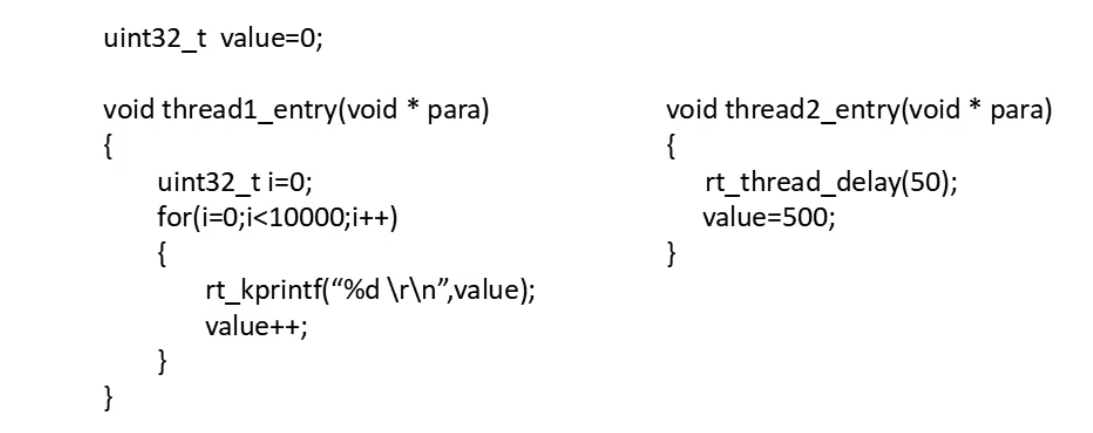 uint32_t  value=0;
void thread1_entry(void * para)
{
uint32_t i=0;
for(i=0;i<10000;i++)
{
rt_kprintf(“%d \r\n”,value);
value++;
}
}
void thread2_entry(void * para)
{
rt_thread_delay(50);
value=500;
}